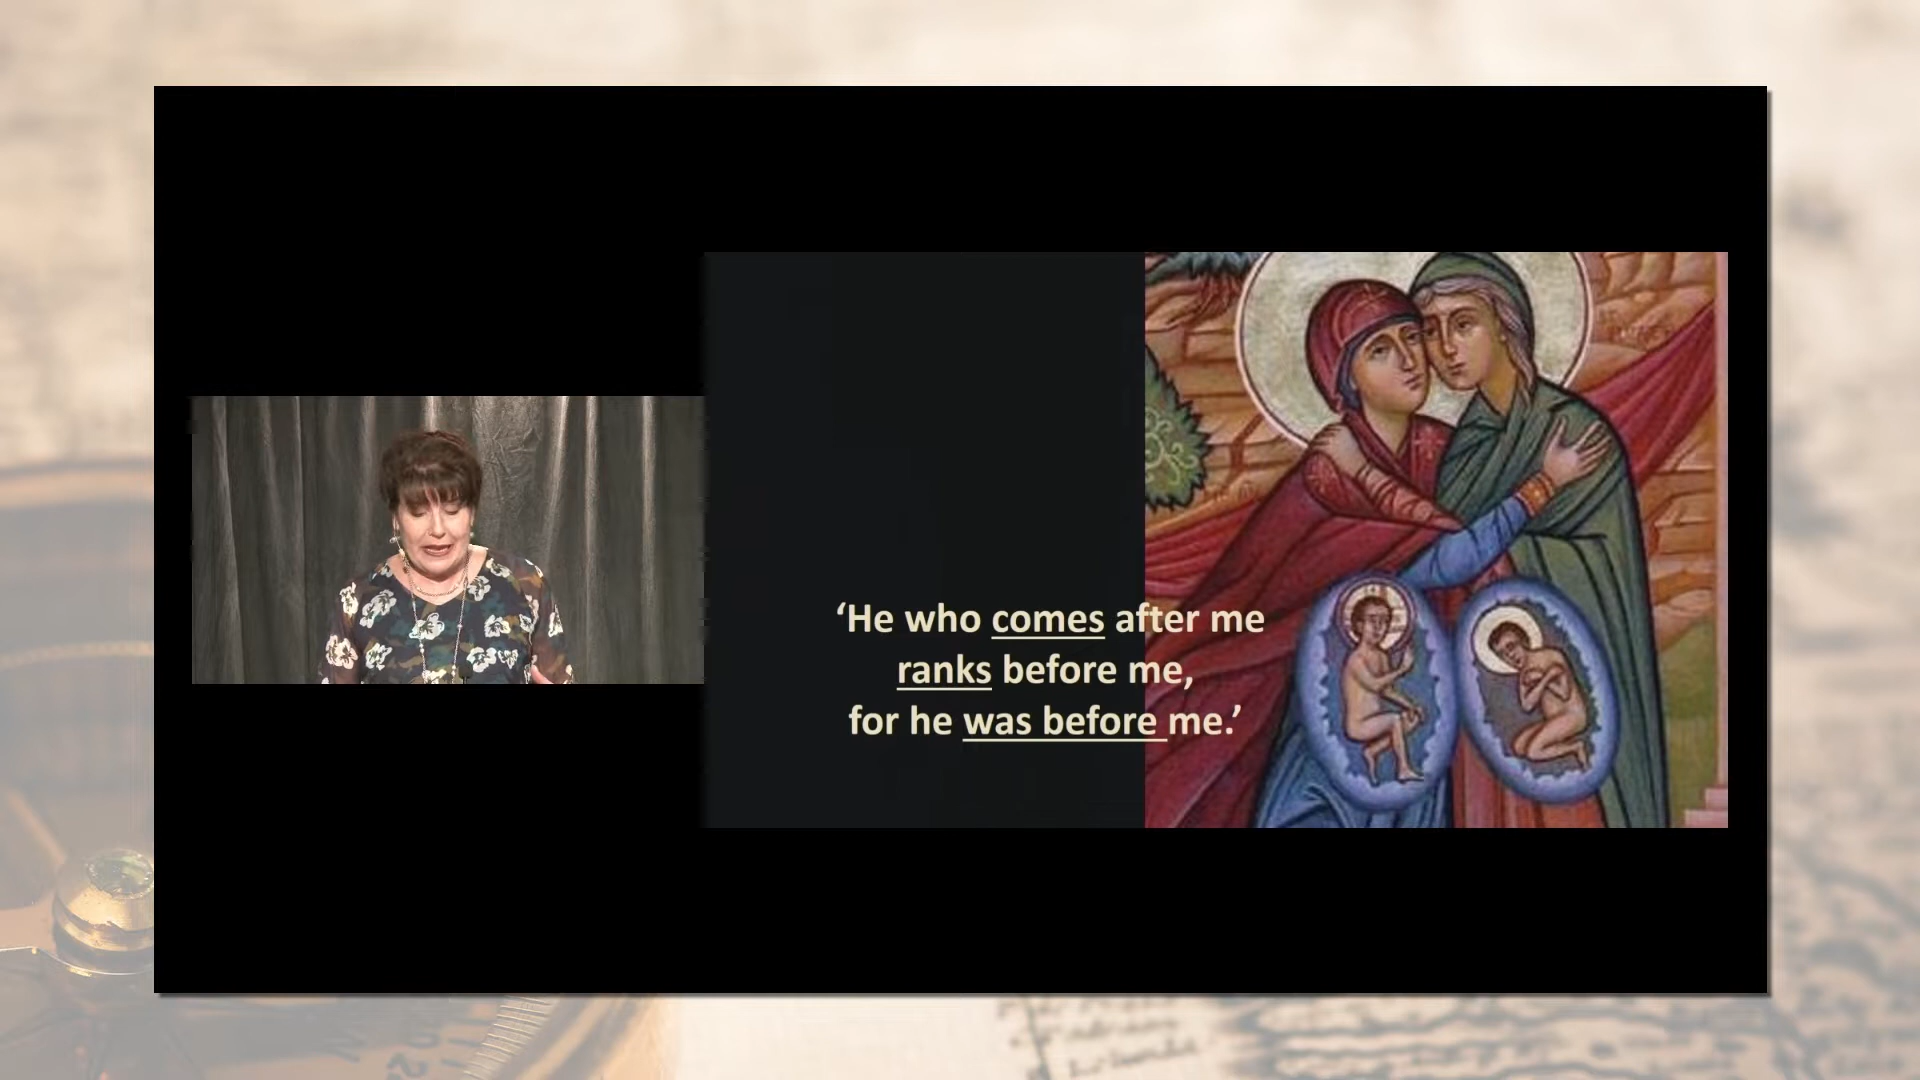 ‘He who comes after me
ranks before me,
for he was before me.’